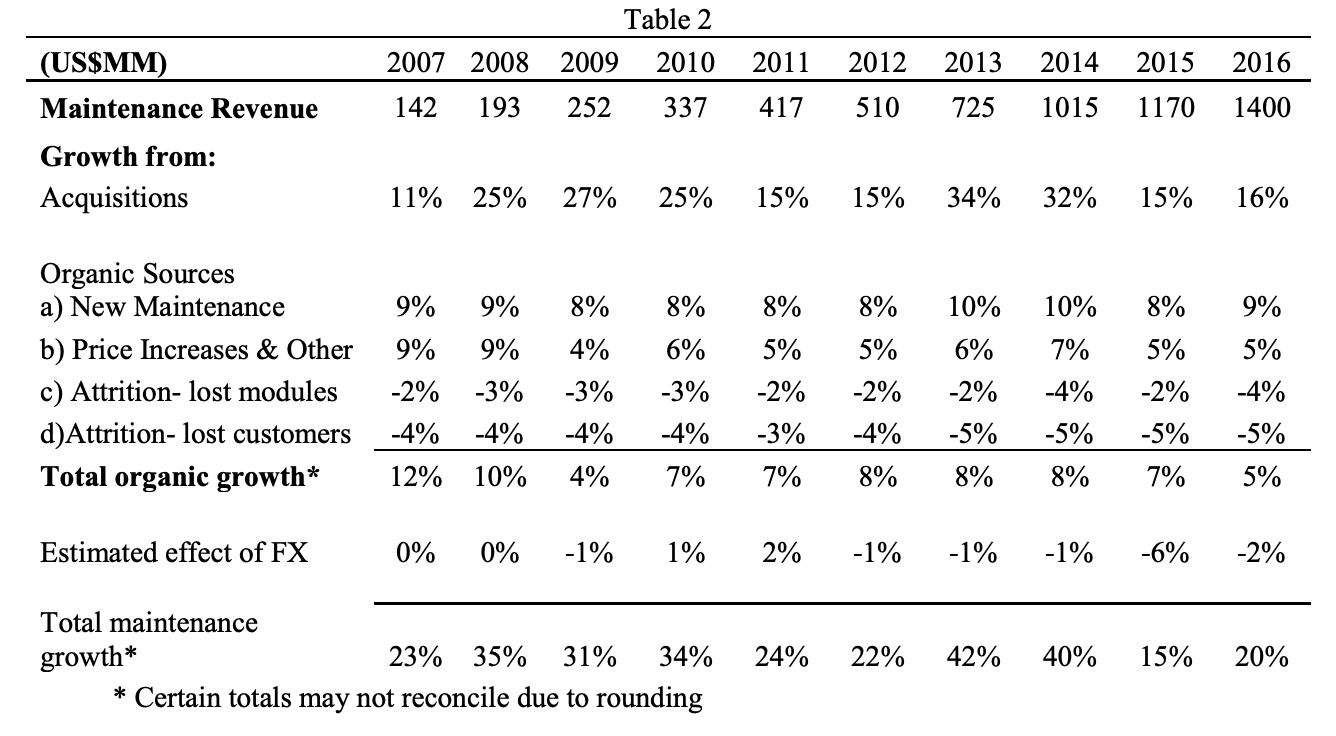 Table 2
(US$MM) 2007 2008 2009 2010 2011 2012 2013 2014 2015 2016
Maintenance Revenue 142 193 252 337 417 510 725 1015 1170 1400
Growth from:
Acquisitions 11% 25% 27% 25% 15% 15% 34% 32% 15% 16%
Organic Sources
a) New Maintenance 9% 9% 8% 8% 8% 8% 10% 10% 8% 9%
b) Price Increases & Other 9% 9% 4% 6% 5% 5% 6% 7% 5% 5%
c) Attrition- lost modules -2% -3% -3% -3% -2% -2% -2% -4% -2% -4%
d)Attrition- lost customers -4% -4% -4% -4% -3% -4% -5% -5% -5% -5%
Total organic growth* 12% 10% 4% 7% 7% 8% 8% 8% 7% 5%
Estimated effect of FX 0% 0% -1% 1% 2% -1% -1% -1% -6% -2%
Total maintenance
growth* 23% 35% 31% 34% 24% 22% 42% 40% 15% 20%
* Certain totals may not reconcile due to rounding